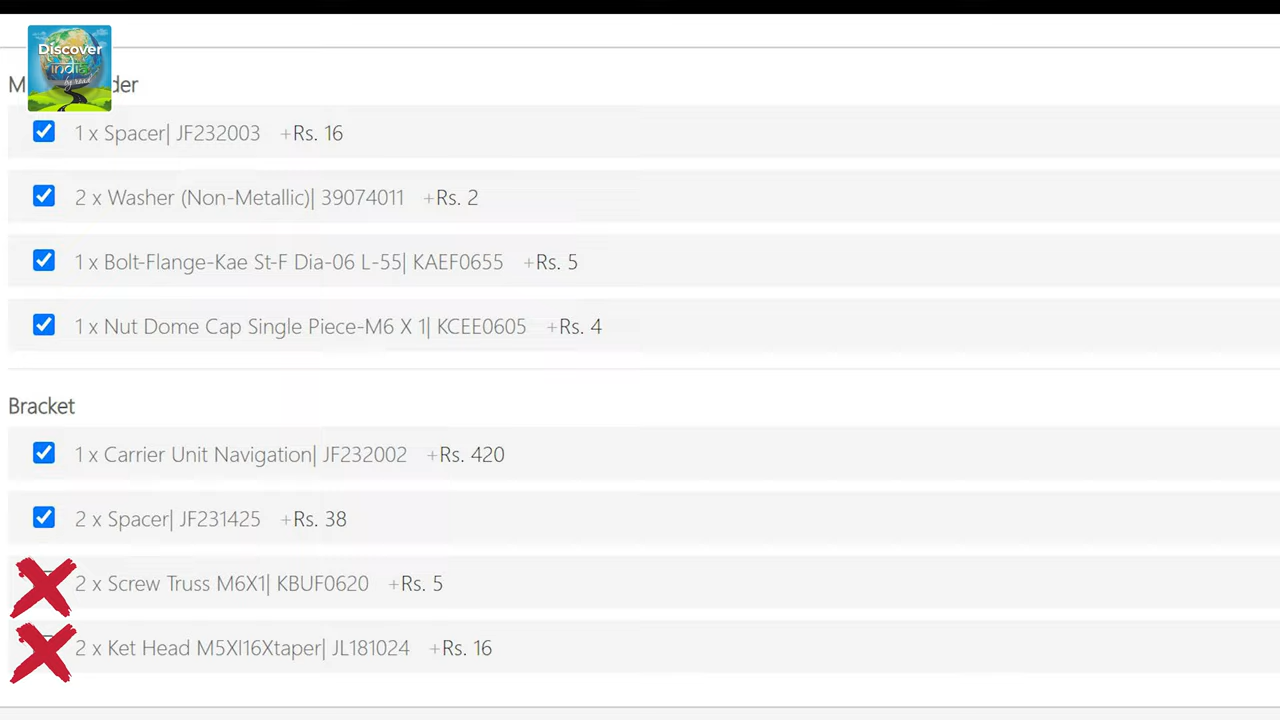 Discover
India
by road
M der
1 x Spacer| JF232003 +Rs. 16
2 x Washer (Non-Metallic)| 39074011 +Rs. 2
1 x Bolt-Flange-Kae St-F Dia-06 L-55| KAEF0655 +Rs. 5
1 x Nut Dome Cap Single Piece-M6 X 1| KCEE0605 +Rs. 4
Bracket
1 x Carrier Unit Navigation| JF232002 +Rs. 420
2 x Spacer| JF231425 +Rs. 38
2 x Screw Truss M6X1| KBUF0620 +Rs. 5
2 x Ket Head M5Xl16Xtaper| JL181024 +Rs. 16